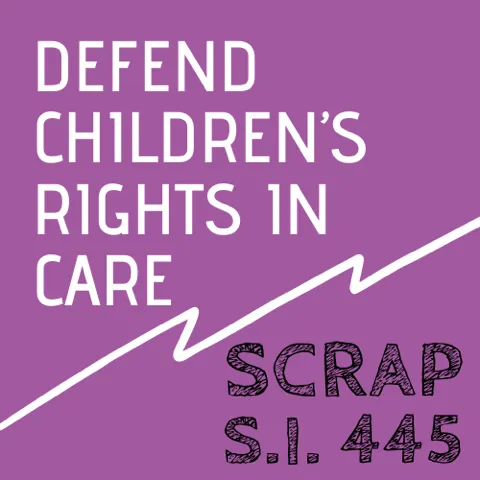 DEFEND
CHILDREN'S
RIGHTS IN
CARE
SCRAP
S.I. 445